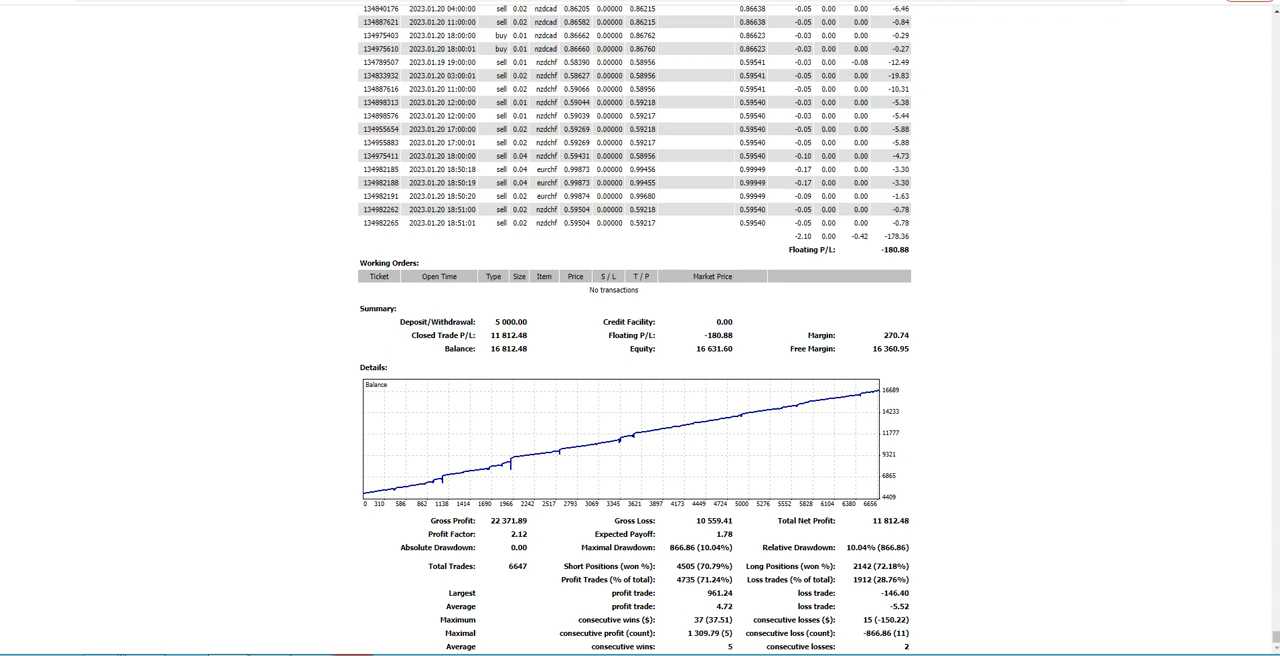 134840176 2023.01.20 04:00:00 sell 0.02 nzdcad 0.86205 0.00000 0.86215 0.86638 -0.05 0.00 0.00 -6.46
134887621 2023.01.20 11:00:00 sell 0.02 nzdcad 0.86582 0.00000 0.86215 0.86638 -0.05 0.00 0.00 -0.84
134975403 2023.01.20 18:00:00 buy 0.01 nzdcad 0.86662 0.00000 0.86762 0.86623 -0.03 0.00 0.00 -0.29
134975610 2023.01.20 18:00:01 buy 0.01 nzdcad 0.86660 0.00000 0.86760 0.86623 -0.03 0.00 0.00 -0.27
134789507 2023.01.19 19:00:00 sell 0.01 nzdchf 0.58390 0.00000 0.58956 0.59541 -0.03 0.00 -0.08 -12.49
134833932 2023.01.20 03:00:01 sell 0.02 nzdchf 0.58627 0.00000 0.58956 0.59541 -0.05 0.00 0.00 -19.83
134887616 2023.01.20 11:00:00 sell 0.02 nzdchf 0.59066 0.00000 0.58956 0.59541 -0.05 0.00 0.00 -10.31
134898313 2023.01.20 12:00:00 sell 0.01 nzdchf 0.59044 0.00000 0.59218 0.59540 -0.03 0.00 0.00 -5.38
134898576 2023.01.20 12:00:00 sell 0.01 nzdchf 0.59039 0.00000 0.59217 0.59540 -0.03 0.00 0.00 -5.44
134955654 2023.01.20 17:00:00 sell 0.02 nzdchf 0.59269 0.00000 0.59218 0.59540 -0.05 0.00 0.00 -5.88
134955883 2023.01.20 17:00:01 sell 0.02 nzdchf 0.59269 0.00000 0.59217 0.59540 -0.05 0.00 0.00 -5.88
134975411 2023.01.20 18:00:00 sell 0.04 nzdchf 0.59431 0.00000 0.58956 0.59540 -0.10 0.00 0.00 -4.73
134982185 2023.01.20 18:50:18 sell 0.04 eurchf 0.99873 0.00000 0.99456 0.99949 -0.17 0.00 0.00 -3.30
134982188 2023.01.20 18:50:19 sell 0.04 eurchf 0.99873 0.00000 0.99455 0.99949 -0.17 0.00 0.00 -3.30
134982191 2023.01.20 18:50:20 sell 0.02 eurchf 0.99874 0.00000 0.99680 0.99949 -0.09 0.00 0.00 -1.63
134982262 2023.01.20 18:51:00 sell 0.02 nzdchf 0.59504 0.00000 0.59218 0.59540 -0.05 0.00 0.00 -0.78
134982265 2023.01.20 18:51:01 sell 0.02 nzdchf 0.59504 0.00000 0.59217 0.59540 -0.05 0.00 0.00 -0.78
-2.10 0.00 -0.42 -178.36
Floating P/L: -180.88
Working Orders:
Ticket Open Time Type Size Item Price S / L T / P Market Price
No transactions
Summary:
Deposit/Withdrawal: 5 000.00 Credit Facility: 0.00
Closed Trade P/L: 11 812.48 Floating P/L: -180.88 Margin: 270.74
Balance: 16 812.48 Equity: 16 631.60 Free Margin: 16 360.95
Details:
Balance
16689
14233
11777
9321
6865
4409
0 310 586 862 1138 1414 1690 1966 2242 2517 2793 3069 3345 3621 3897 4173 4449 4724 5000 5276 5552 5828 6104 6380 6656
Gross Profit: 22 371.89 Gross Loss: 10 559.41 Total Net Profit: 11 812.48
Profit Factor: 2.12 Expected Payoff: 1.78
Absolute Drawdown: 0.00 Maximal Drawdown: 866.86 (10.04%) Relative Drawdown: 10.04% (866.86)
Total Trades: 6647 Short Positions (won %): 4505 (70.79%) Long Positions (won %): 2142 (72.18%)
Profit Trades (% of total): 4735 (71.24%) Loss trades (% of total): 1912 (28.76%)
Largest profit trade: 961.24 loss trade: -146.40
Average profit trade: 4.72 loss trade: -5.52
Maximum consecutive wins ($): 37 (37.51) consecutive losses ($): 15 (-150.22)
Maximal consecutive profit (count): 1 309.79 (5) consecutive loss (count): -866.86 (11)
Average consecutive wins: 5 consecutive losses: 2